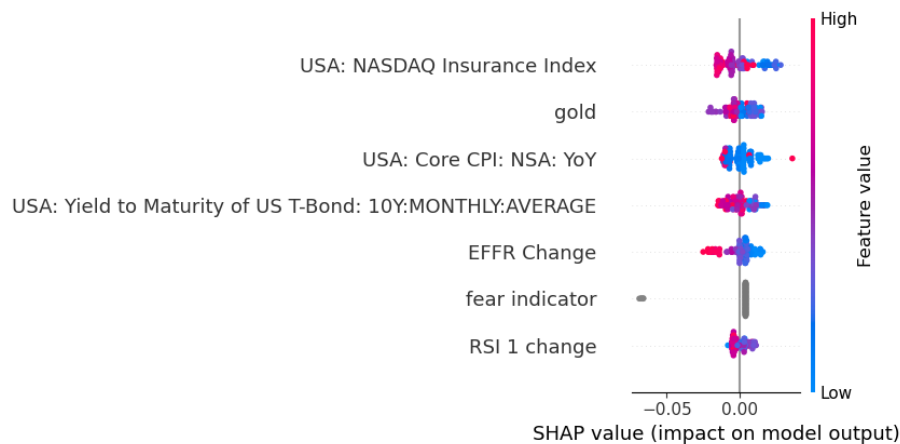 High
USA: NASDAQ Insurance Index
gold
USA: Core CPI: NSA: YoY
USA: Yield to Maturity of US T-Bond: 10Y:MONTHLY:AVERAGE
EFFR Change
fear indicator
RSI 1 change
Feature value
Low
−0.05 0.00
SHAP value (impact on model output)